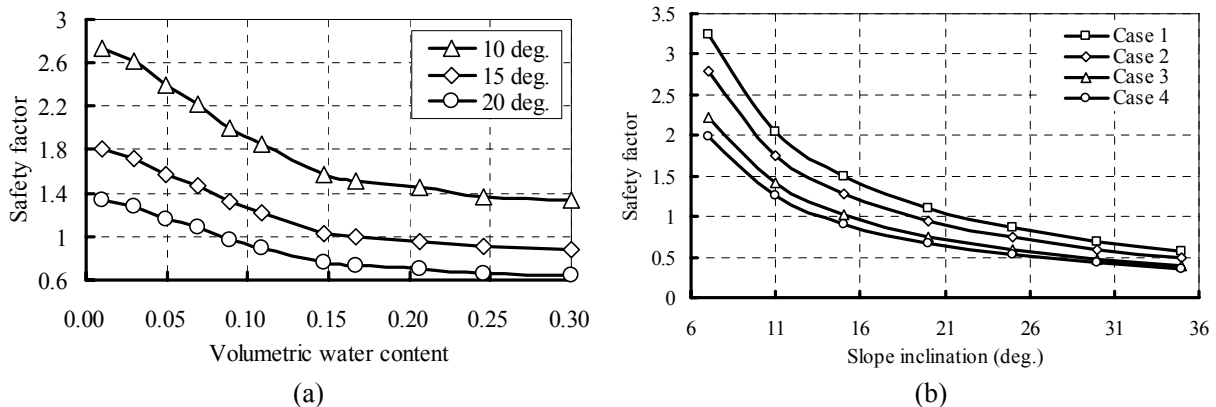 3
2.6
2.2
1.8
1.4
1
0.6
Safety factor
0.00 0.05 0.10 0.15 0.20 0.25 0.30
Volumetric water content
10 deg.
15 deg.
20 deg.
(a)
3.5
3
2.5
2
1.5
1
0.5
0
Safety factor
6 11 16 21 26 31 36
Slope inclination (deg.)
Case 1
Case 2
Case 3
Case 4
(b)